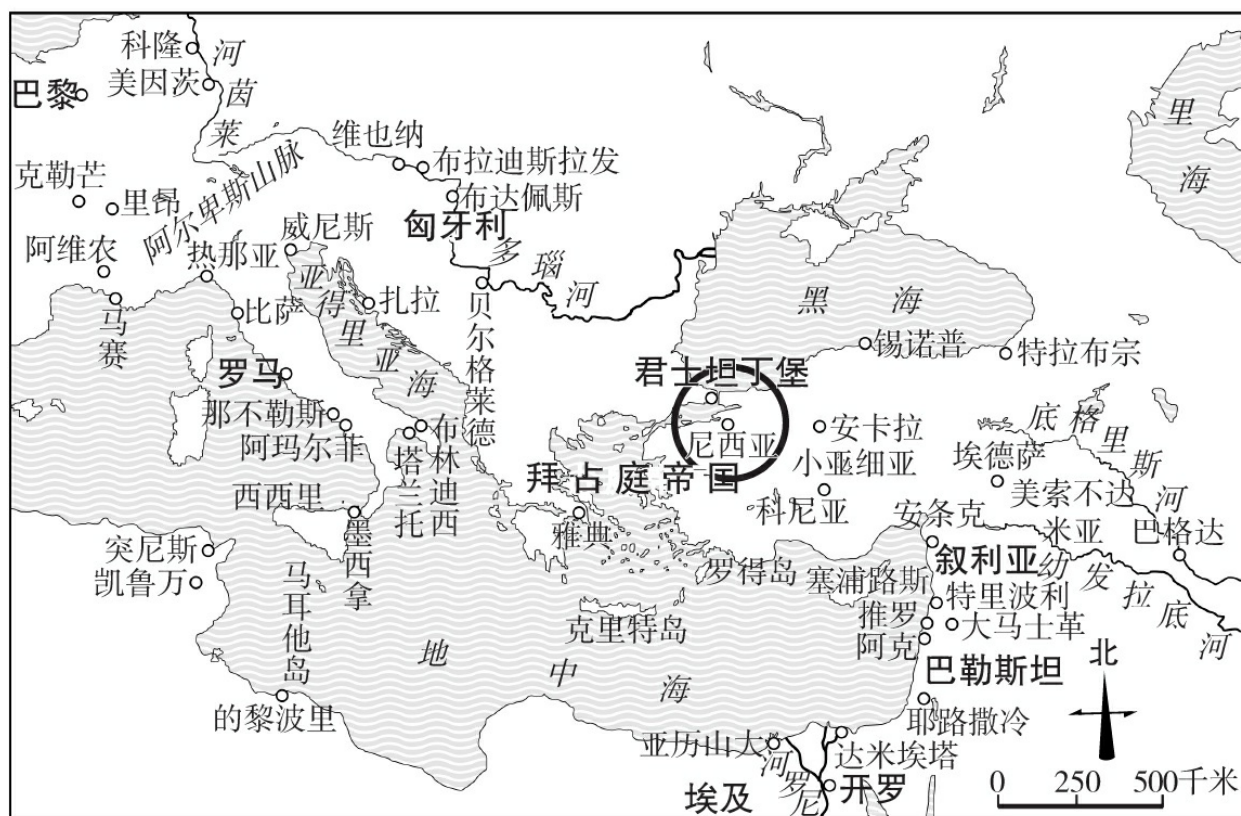 科隆
河
茵
莱
美因茨
巴黎
里
海
维也纳
布拉迪斯拉发
克勒芒
里昂
阿尔卑斯山脉
布达佩斯
匈牙利
威尼斯
阿维农
热那亚
多
瑙
河
亚
得
里
亚
海
扎拉
比萨
马赛
贝尔格莱德
黑
海
锡诺普
特拉布宗
君士坦丁堡
罗马
那不勒斯
阿玛尔菲
布林迪西
塔兰托
尼西亚
安卡拉
小亚细亚
底
格
里
斯
河
埃德萨
美索不达
米亚
拜占庭帝国
西西里
墨西拿
雅典
科尼亚
安条克
巴格达
突尼斯
凯鲁万
马耳他岛
罗得岛
塞浦路斯
叙利亚
幼
发
拉
底
河
特里波利
克里特岛
推罗
大马士革
阿克
地
中
海
巴勒斯坦
北
的黎波里
耶路撒冷
亚历山大
达米埃塔
河
罗
尼
埃及
开罗
0 250 500千米